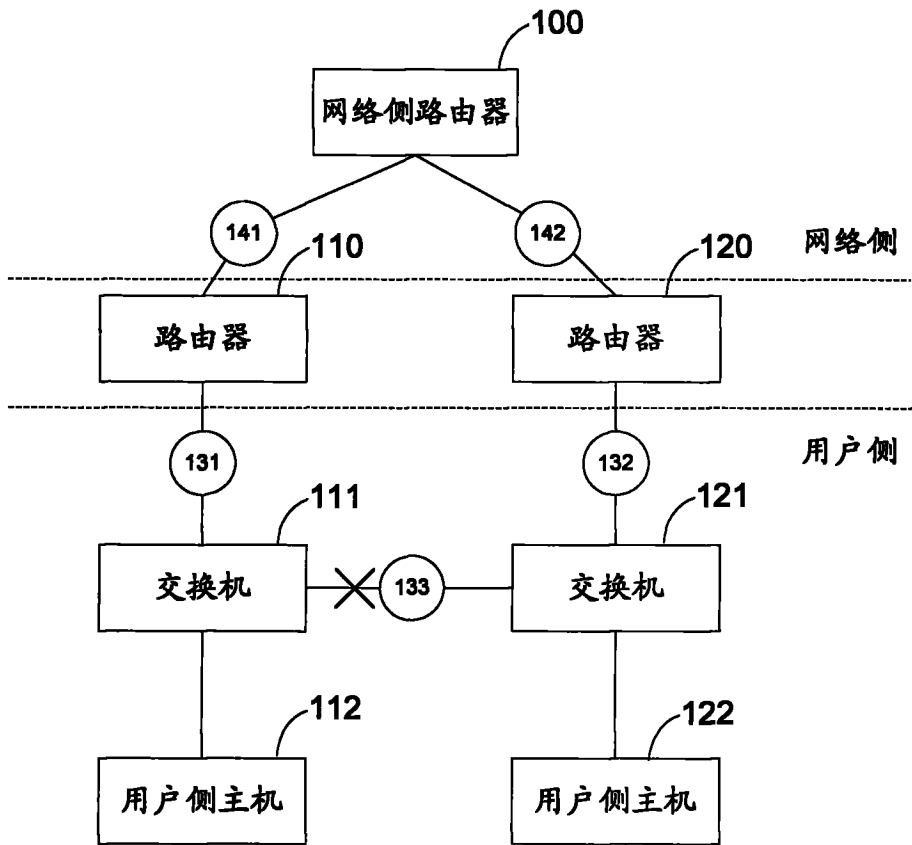 100
网络侧路由器
141
142
网络侧
110
120
路由器
路由器
131
132
用户侧
111
121
交换机
133
交换机
112
122
用户侧主机
用户侧主机